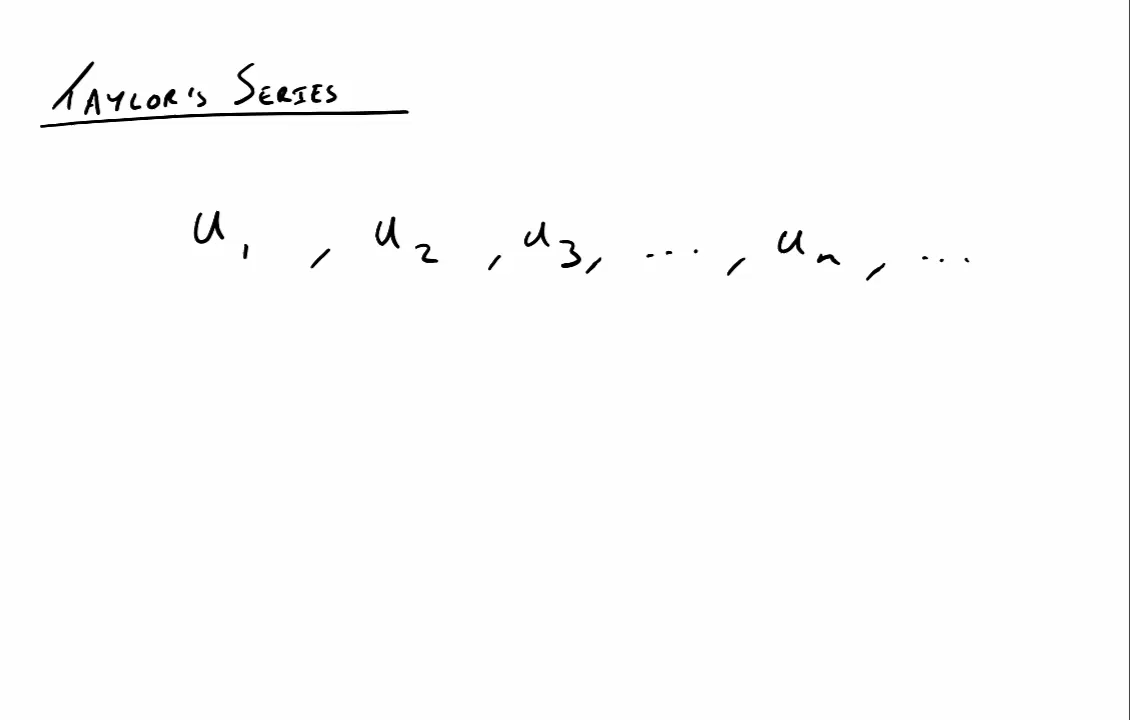 TAYLOR'S SERIES
u₁, u₂, u₃, ..., uₙ, ...